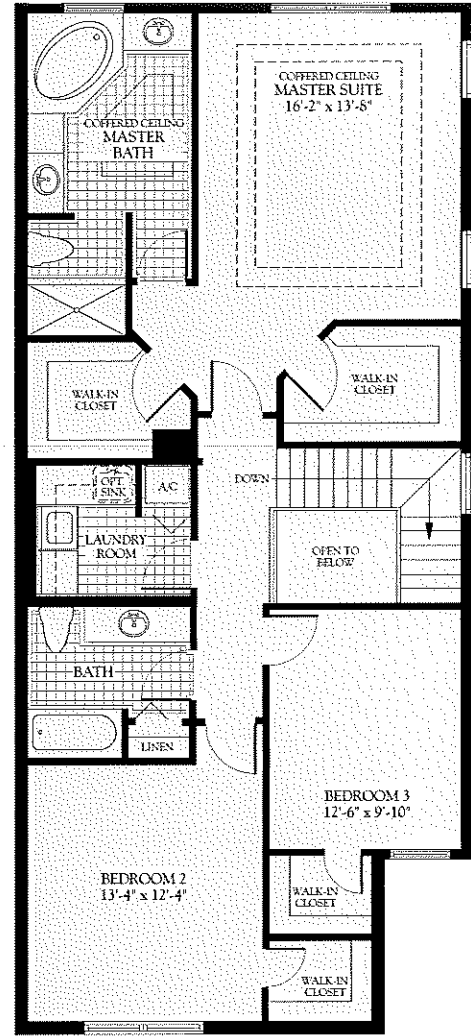 COFFERED CEILING
MASTER SUITE
16'-2" x 13'-8"
COFFERED CEILING
MASTER
BATH
WALK-IN
CLOSET
WALK-IN
CLOSET
OPT
SINK
A/C
DOWN
LAUNDRY
ROOM
OPEN TO
BELOW
BATH
LINEN
BEDROOM 3
12'-6" x 9'-10"
BEDROOM 2
13'-4" x 12'-4"
WALK-IN
CLOSET
WALK-IN
CLOSET